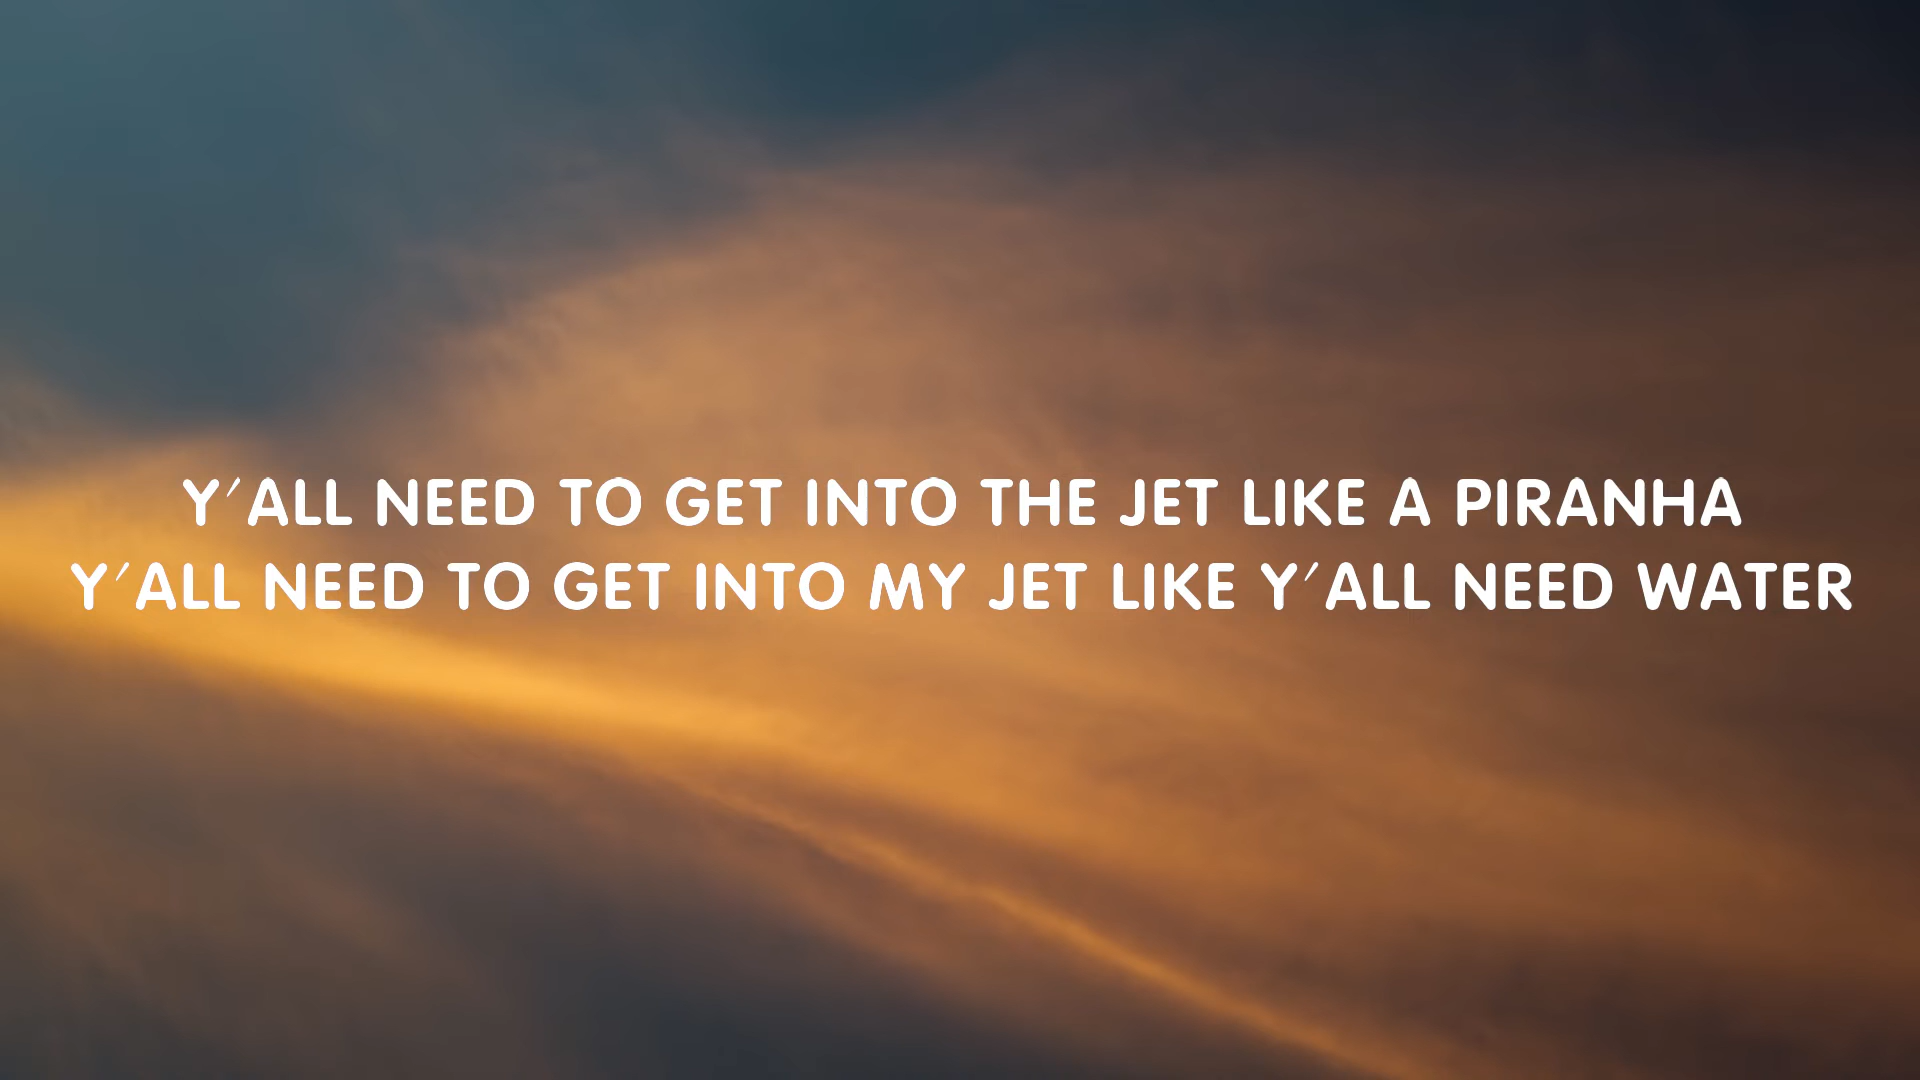 Y'ALL NEED TO GET INTO THE JET LIKE A PIRANHA
Y'ALL NEED TO GET INTO MY JET LIKE Y'ALL NEED WATER